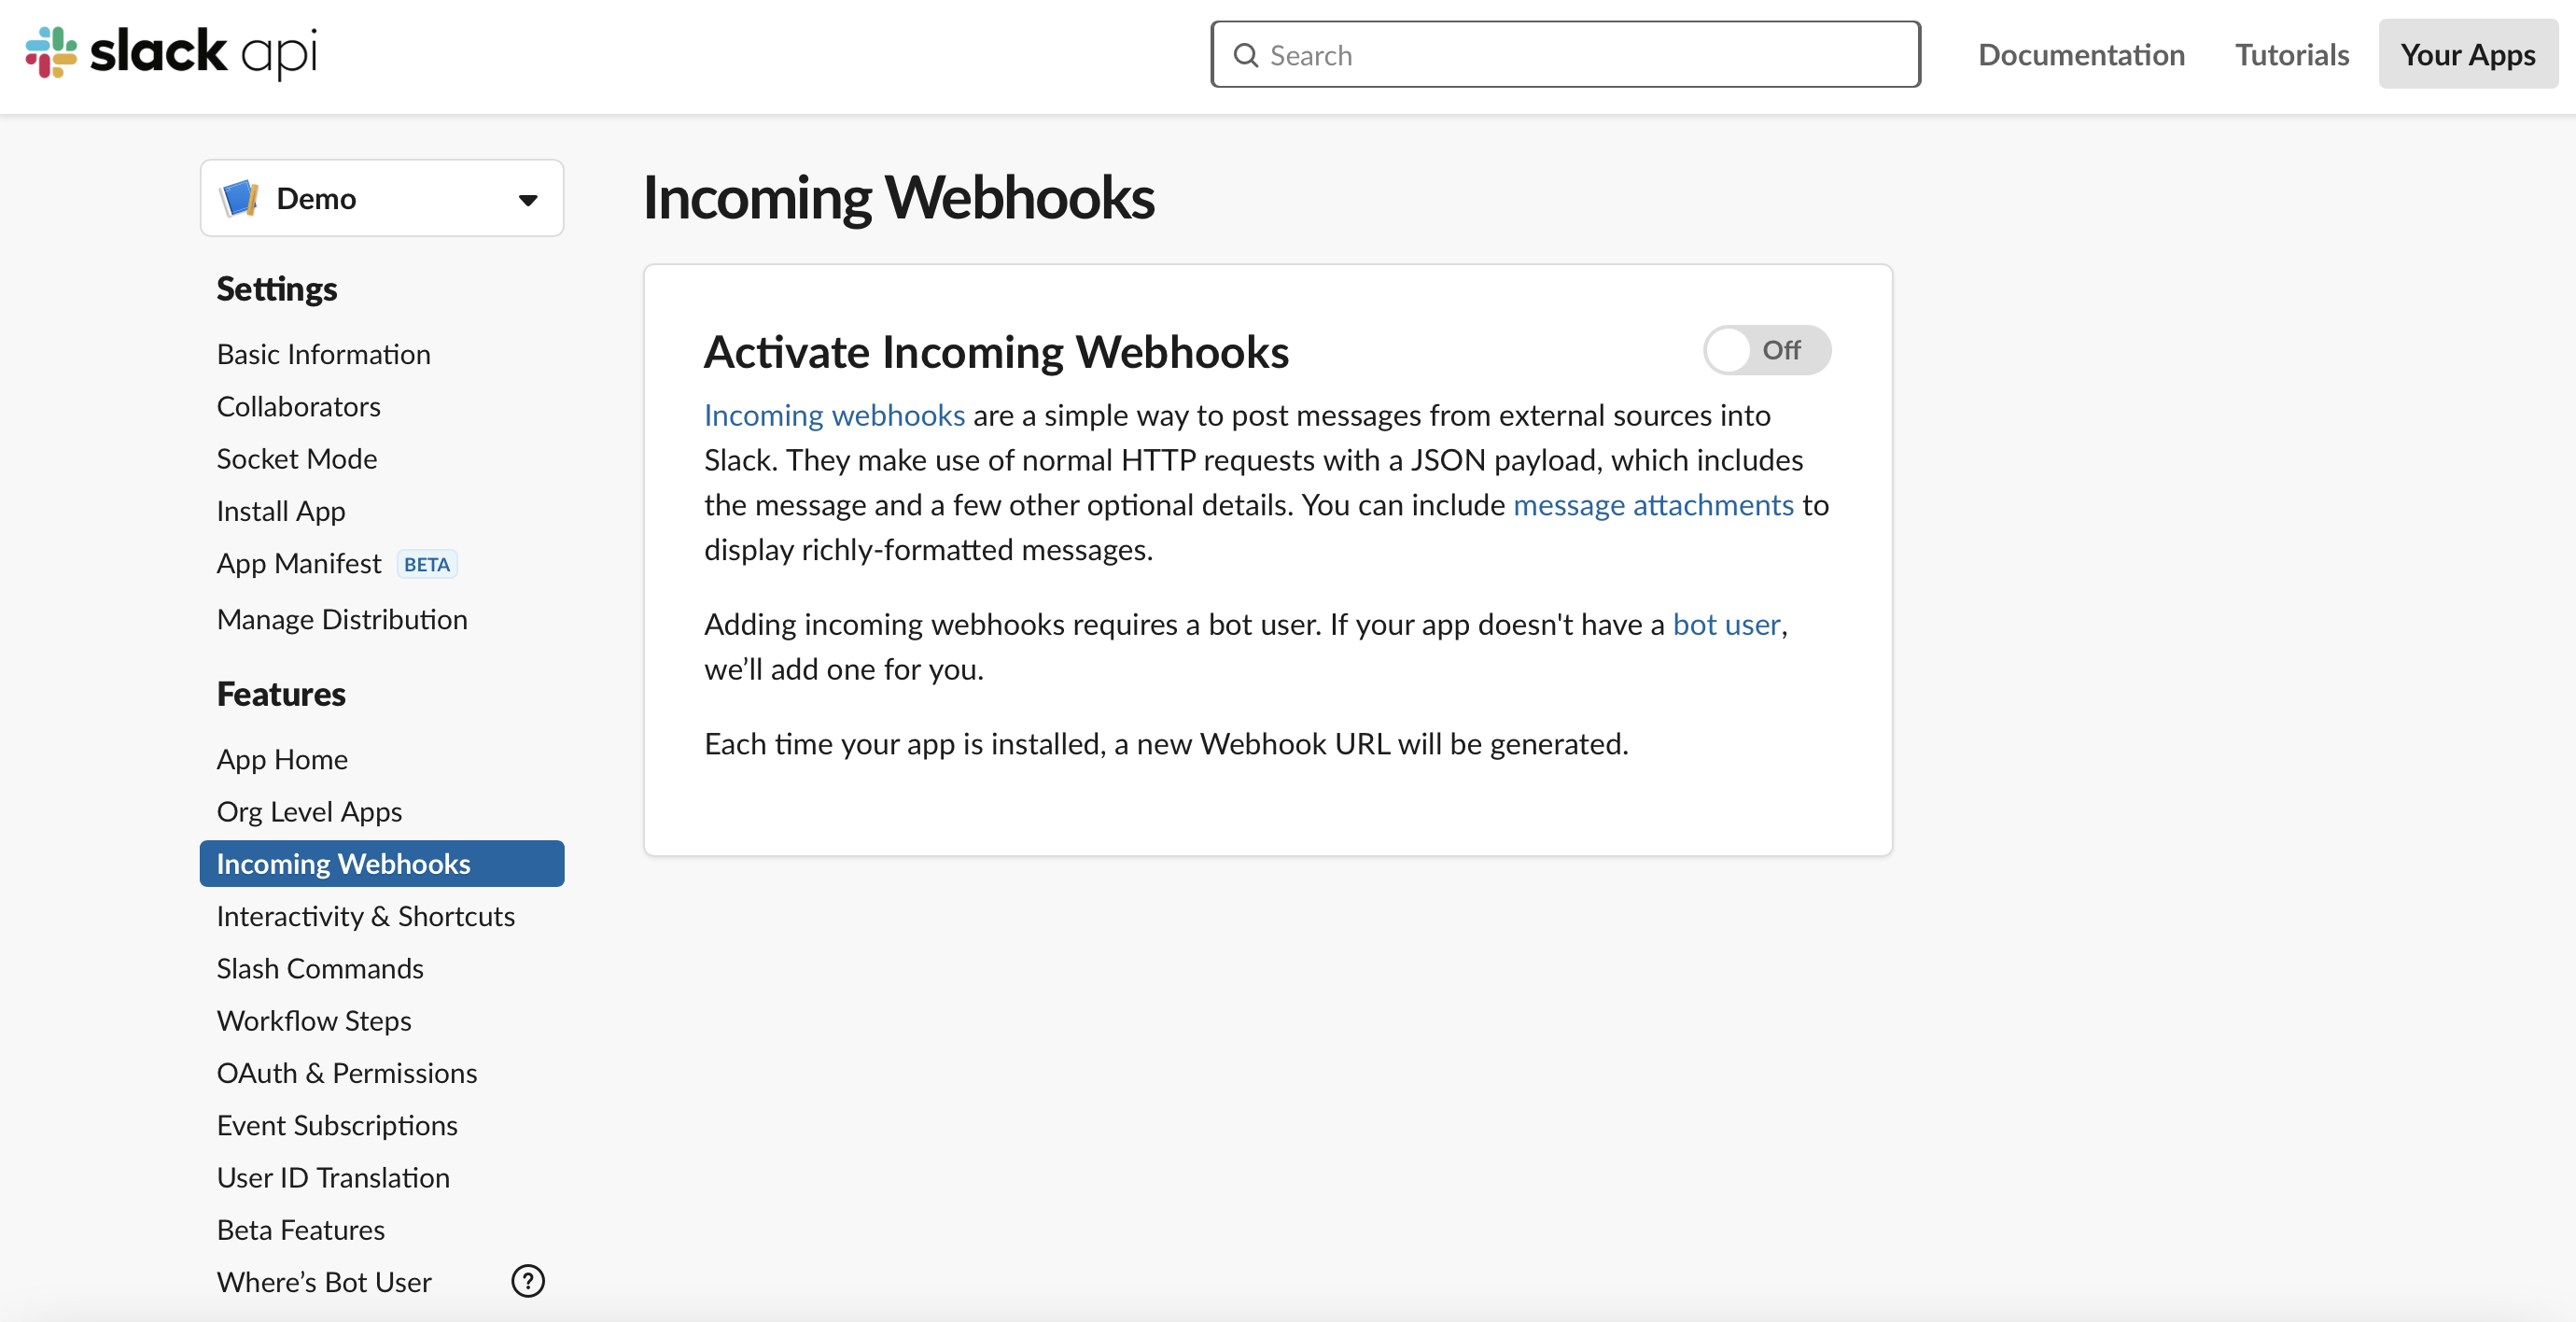 slack api
Search
Documentation
Tutorials
Your Apps
Demo
Settings
Basic Information
Collaborators
Socket Mode
Install App
App Manifest BETA
Manage Distribution
Features
App Home
Org Level Apps
Incoming Webhooks
Interactivity & Shortcuts
Slash Commands
Workflow Steps
OAuth & Permissions
Event Subscriptions
User ID Translation
Beta Features
Where’s Bot User ?
Incoming Webhooks
Activate Incoming Webhooks
Off
Incoming webhooks are a simple way to post messages from external sources into
Slack. They make use of normal HTTP requests with a JSON payload, which includes
the message and a few other optional details. You can include message attachments to
display richly-formatted messages.
Adding incoming webhooks requires a bot user. If your app doesn't have a bot user,
we’ll add one for you.
Each time your app is installed, a new Webhook URL will be generated.